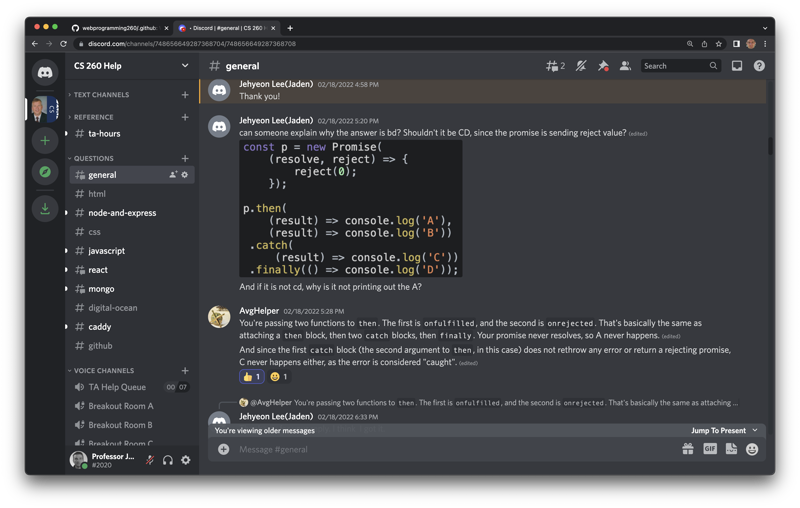 webprogramming260/.github
• Discord | #general | CS 260 H
discord.com/channels/748656649287368704/748656649287368708
CS 260 Help
# general
2
Search
TEXT CHANNELS
REFERENCE
ta-hours
QUESTIONS
general
html
node-and-express
css
javascript
react
mongo
digital-ocean
caddy
github
VOICE CHANNELS
TA Help Queue 00 07
Breakout Room A
Breakout Room B
Breakout Room C
Professor J...
#2020
Jehyeon Lee(Jaden) 02/18/2022 4:58 PM
Thank you!
Jehyeon Lee(Jaden) 02/18/2022 5:20 PM
can someone explain why the answer is bd? Shouldn't it be CD, since the promise is sending reject value? (edited)
const p = new Promise(
(resolve, reject) => {
reject(0);
});
p.then(
(result) => console.log('A'),
(result) => console.log('B'))
.catch(
(result) => console.log('C'))
.finally(() => console.log('D'));
And if it is not cd, why is it not printing out the A?
AvgHelper 02/18/2022 5:28 PM
You're passing two functions to then. The first is onfulfilled, and the second is onrejected. That's basically the same as
attaching a then block, then two catch blocks, then finally. Your promise never resolves, so A never happens. (edited)
And since the first catch block (the second argument to then, in this case) does not rethrow any error or return a rejecting promise,
C never happens either, as the error is considered "caught". (edited)
👍 1 😀 1
@AvgHelper You're passing two functions to then. The first is onfulfilled, and the second is onrejected. That's basically the same as attaching ...
Jehyeon Lee(Jaden) 02/18/2022 6:33 PM
You're viewing older messages
Jump To Present
Message #general
GIF